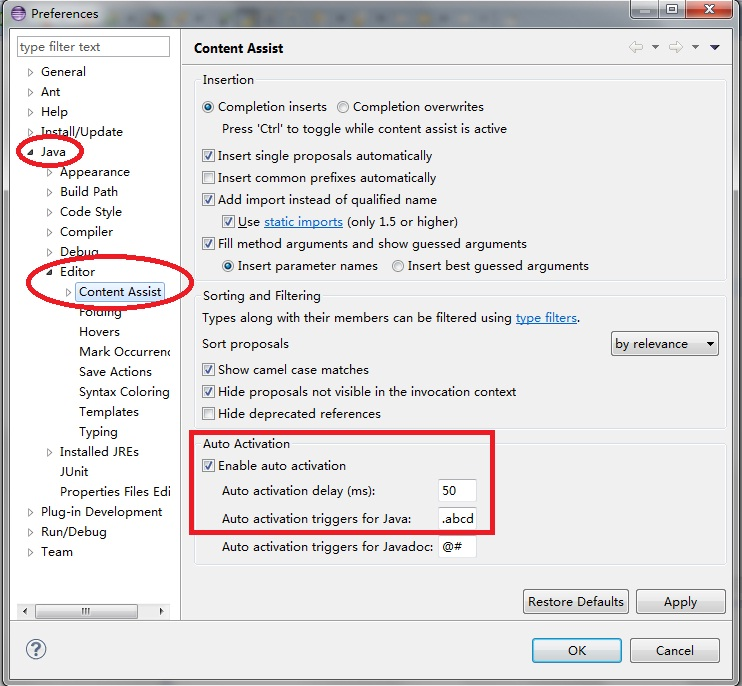 Preferences
type filter text
General
Ant
Help
Install/Update
Java
Appearance
Build Path
Code Style
Compiler
Debug
Editor
Content Assist
Folding
Hovers
Mark Occurrenc
Save Actions
Syntax Coloring
Templates
Typing
Installed JREs
JUnit
Properties Files Edi
Plug-in Development
Run/Debug
Team
Content Assist
Insertion
Completion inserts Completion overwrites
Press 'Ctrl' to toggle while content assist is active
Insert single proposals automatically
Insert common prefixes automatically
Add import instead of qualified name
Use static imports (only 1.5 or higher)
Fill method arguments and show guessed arguments
Insert parameter names Insert best guessed arguments
Sorting and Filtering
Types along with their members can be filtered using type filters.
Sort proposals by relevance
Show camel case matches
Hide proposals not visible in the invocation context
Hide deprecated references
Auto Activation
Enable auto activation
Auto activation delay (ms): 50
Auto activation triggers for Java: .abcd
Auto activation triggers for Javadoc: @#
Restore Defaults Apply
? OK Cancel